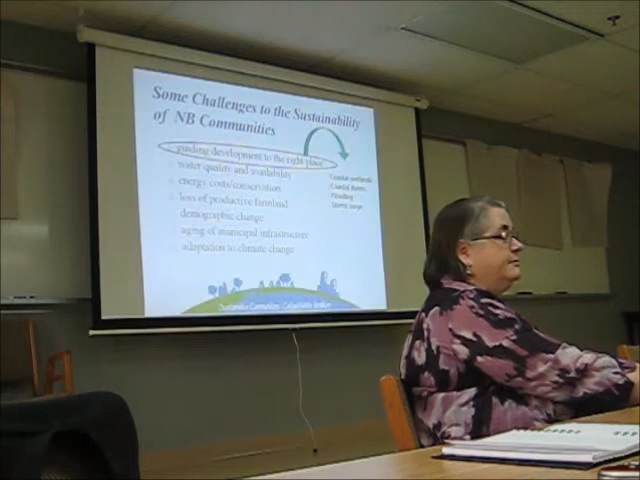 Some Challenges to the Sustainability
of NB Communities
guiding development to the right place
water quality and availability
energy costs/conservation
loss of productive farmland
demographic change
aging of municipal infrastructure
adaptation to climate change
Coastal wetlands
Coastal dunes
Flooding
Storm surge
Sustainable Communities